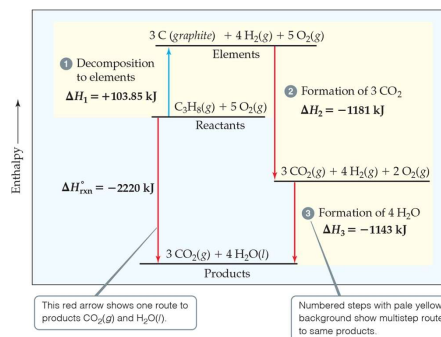 3 C (graphite) + 4 H₂(g) + 5 O₂(g)
Elements
1 Decomposition
to elements
ΔH₁ = +103.85 kJ
2 Formation of 3 CO₂
ΔH₂ = −1181 kJ
C₃H₈(g) + 5 O₂(g)
Reactants
Enthalpy
3 CO₂(g) + 4 H₂(g) + 2 O₂(g)
ΔH°rxn = −2220 kJ
3 Formation of 4 H₂O
ΔH₃ = −1143 kJ
3 CO₂(g) + 4 H₂O(l)
Products
This red arrow shows one route to
products CO₂(g) and H₂O(l).
Numbered steps with pale yellow
background show multistep route
to same products.